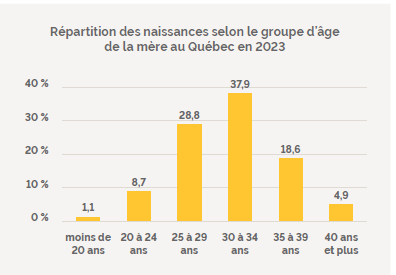 Répartition des naissances selon le groupe d'âge
de la mère au Québec en 2023
40 %
30 %
20 %
10 %
0 %
1,1
8,7
28,8
37,9
18,6
4,9
moins de
20 ans
20 à 24
ans
25 à 29
ans
30 à 34
ans
35 à 39
ans
40 ans
et plus